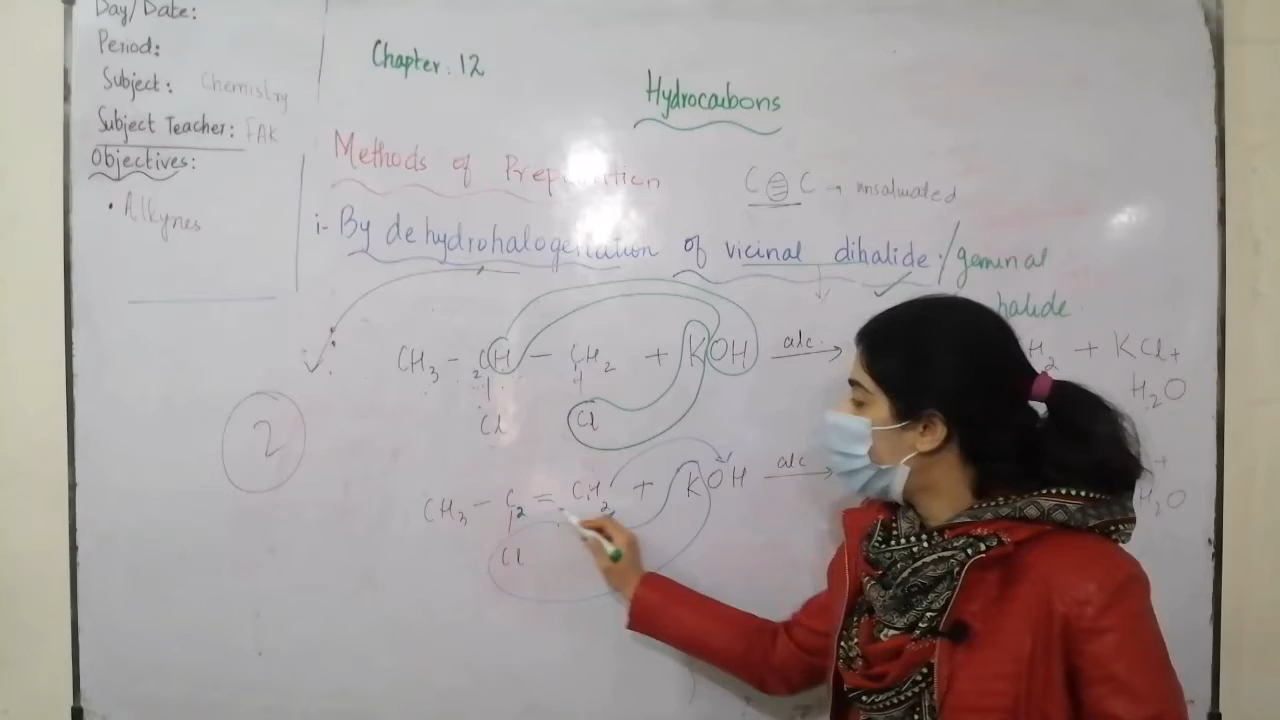 Day/Date:
Period:
Subject: Chemistry
Subject Teacher: FAK
Objectives:
• Alkynes
Chapter. 12
Hydrocarbons
Methods of Preparation
C≡C → unsaturated
i- By dehydrohalogenation of vicinal dihalide / geminal
halide
CH3 - 2CH - CH2 + KOH alc. H2 + KCl +
Cl Cl H2O
2
CH3 - C2 = CH2 + KOH alc +
Cl H2O